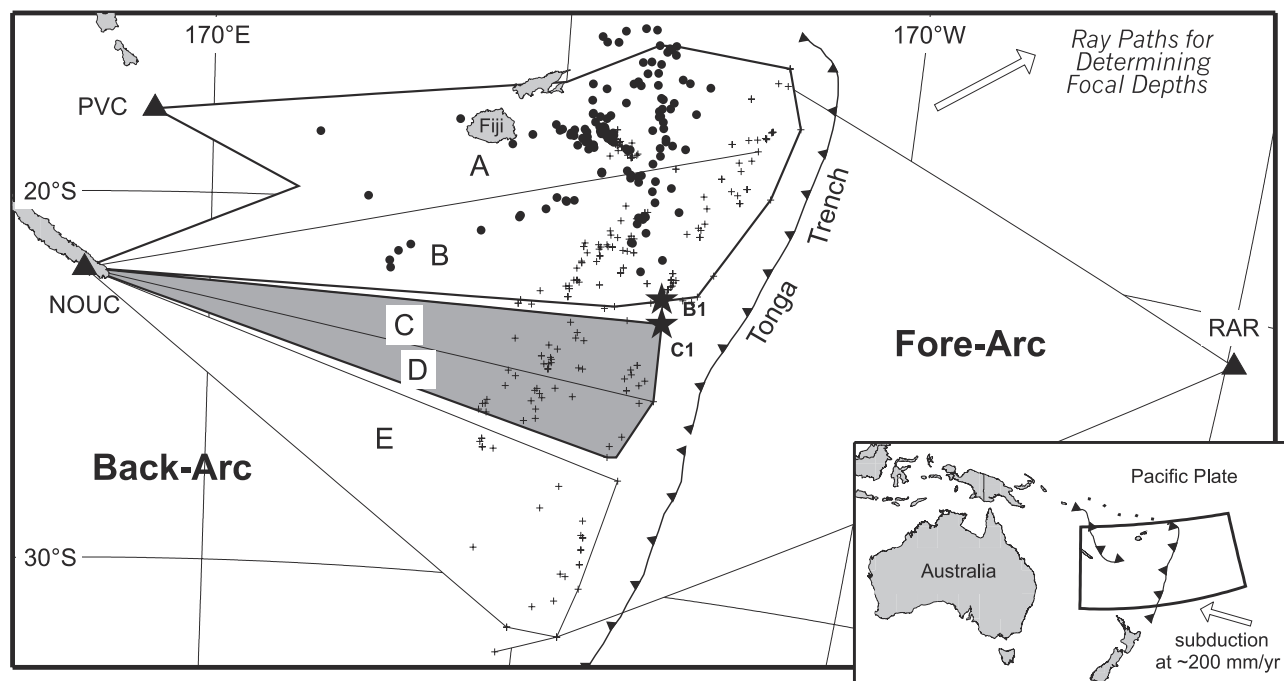 170°E
170°W
Ray Paths for
Determining
Focal Depths
PVC
Fiji
A
20°S
B
NOUC
B1
C1
C
D
E
Tonga
Trench
Fore-Arc
RAR
Back-Arc
30°S
Pacific Plate
Australia
subduction
at ~200 mm/yr